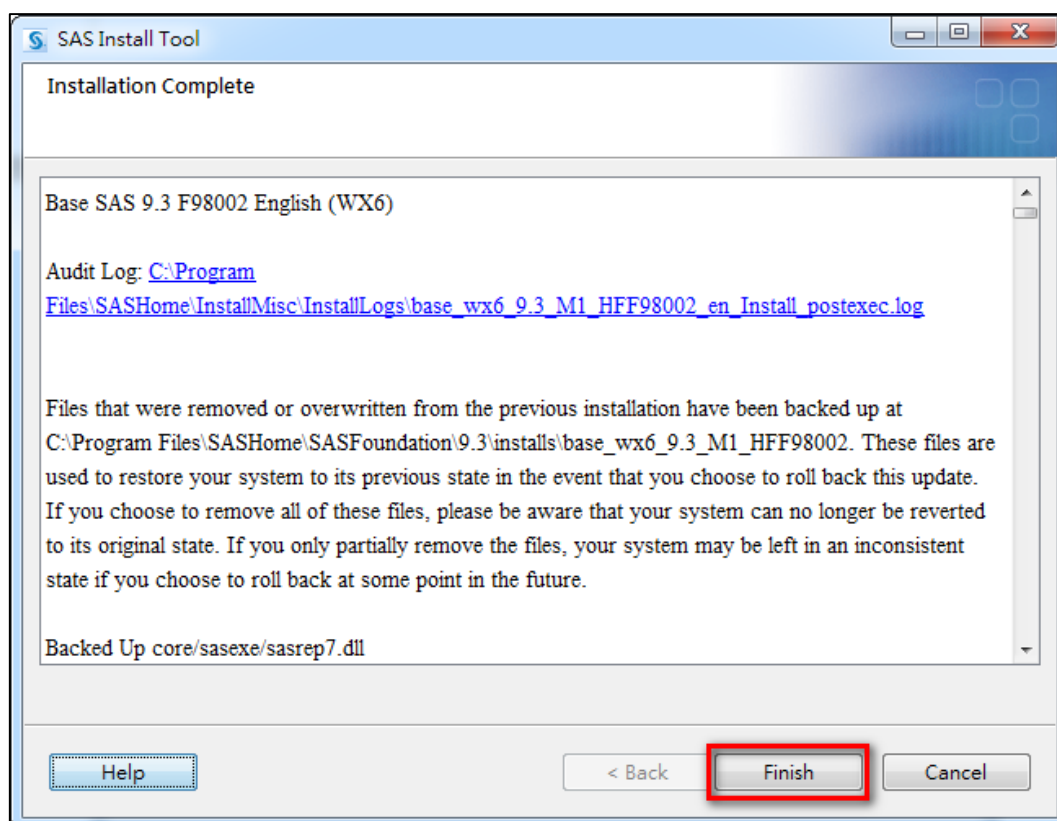 SAS Install Tool
Installation Complete
Base SAS 9.3 F98002 English (WX6)
Audit Log: C:\Program
Files\SASHome\InstallMisc\InstallLogs\base_wx6_9.3_M1_HFF98002_en_Install_postexec.log
Files that were removed or overwritten from the previous installation have been backed up at
C:\Program Files\SASHome\SASFoundation\9.3\installs\base_wx6_9.3_M1_HFF98002. These files are
used to restore your system to its previous state in the event that you choose to roll back this update.
If you choose to remove all of these files, please be aware that your system can no longer be reverted
to its original state. If you only partially remove the files, your system may be left in an inconsistent
state if you choose to roll back at some point in the future.
Backed Up core/sasexe/sasrep7.dll
Help
< Back
Finish
Cancel